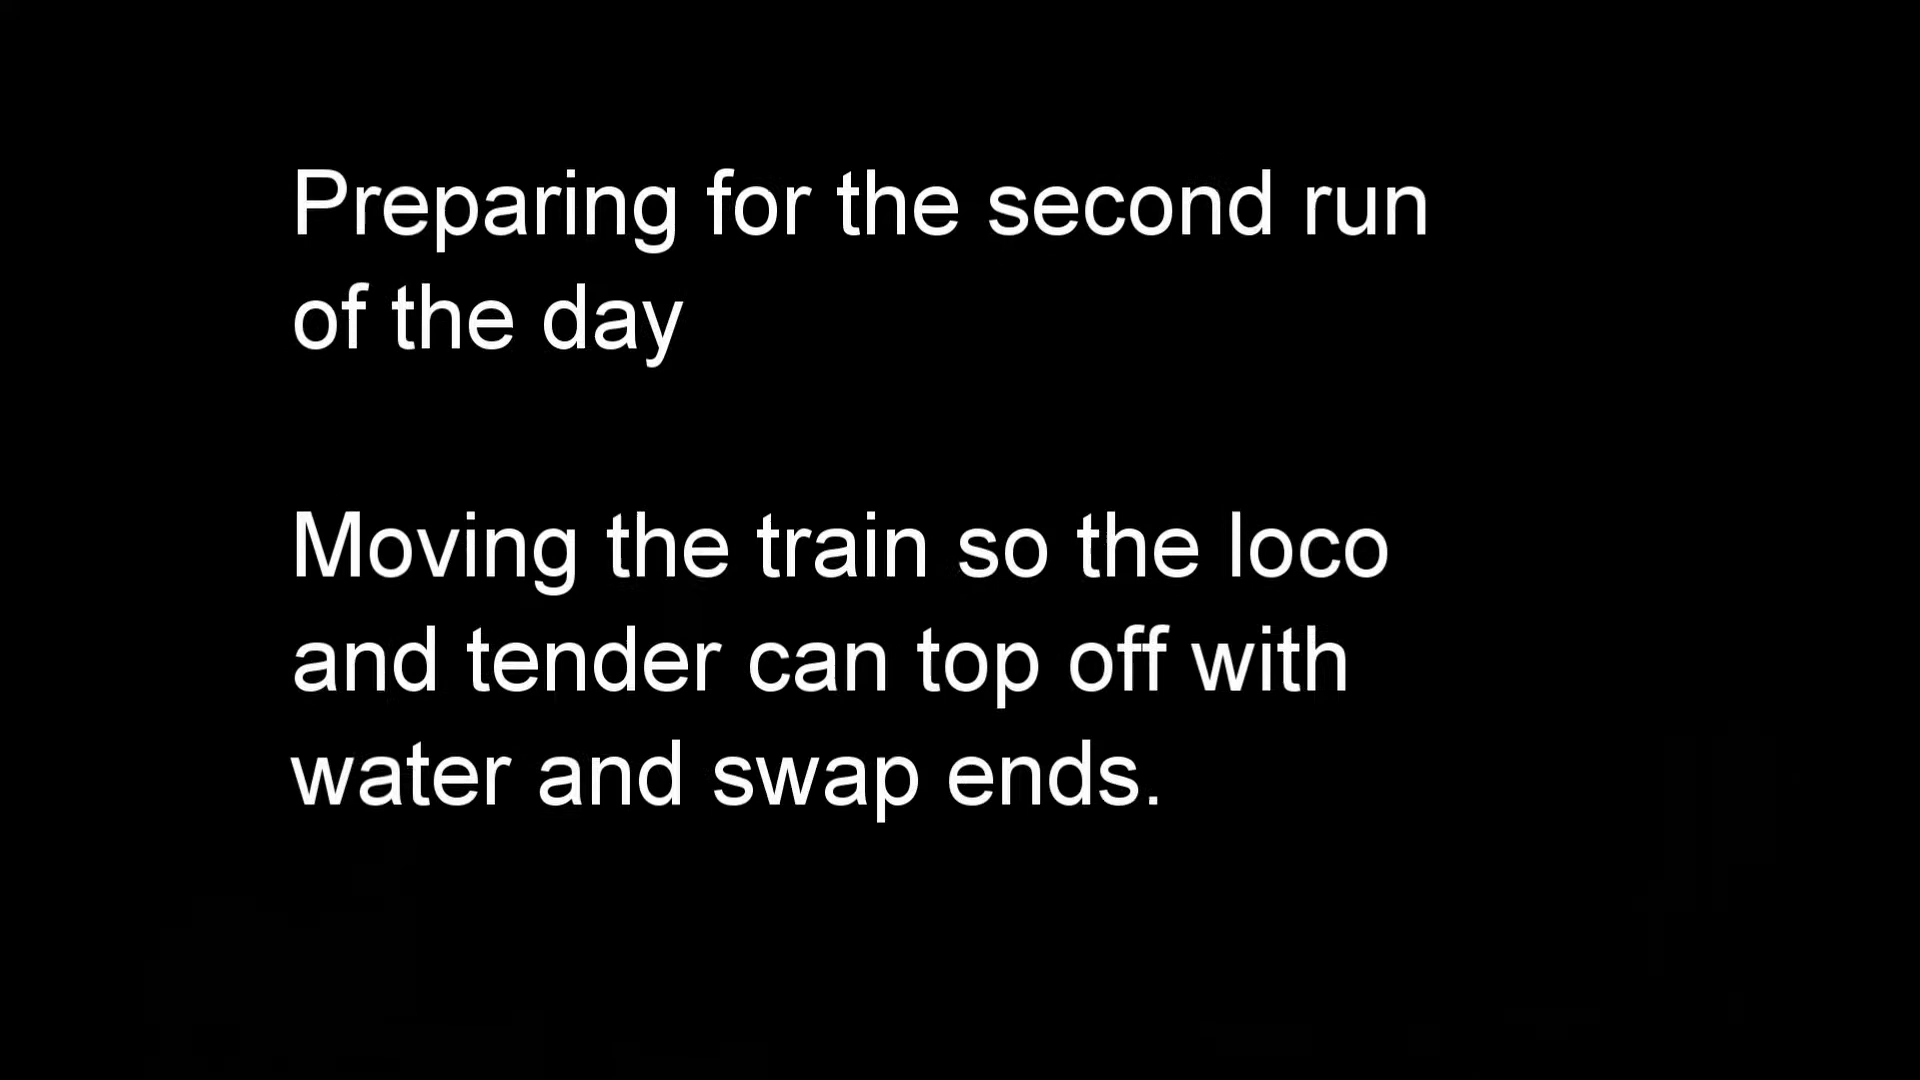 Preparing for the second run
of the day
Moving the train so the loco
and tender can top off with
water and swap ends.